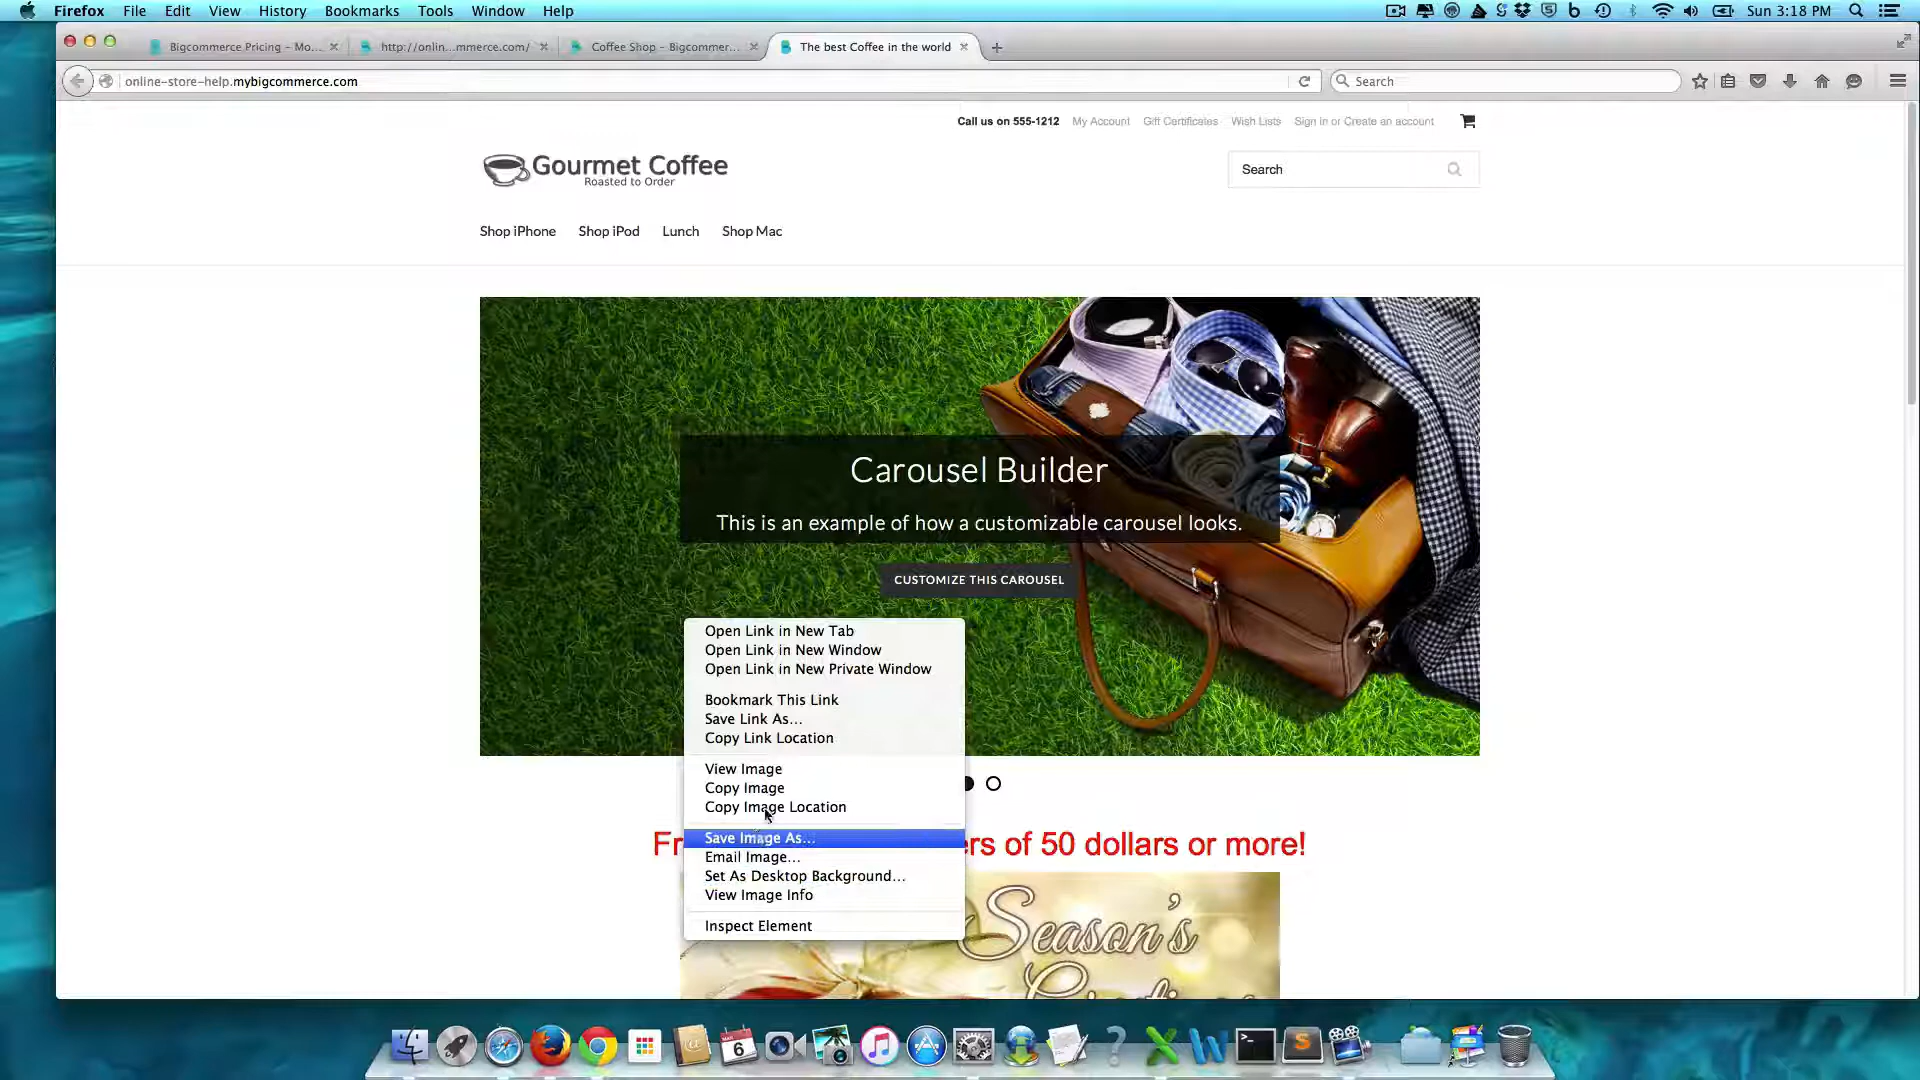 Firefox File Edit View History Bookmarks Tools Window Help
Sun 3:18 PM
Bigcommerce Pricing – Mo...
http://onlin...mmerce.com/
Coffee Shop – Bigcommer...
The best Coffee in the world
online-store-help.mybigcommerce.com
Search
Call us on 555-1212 My Account Gift Certificates Wish Lists Sign in or Create an account
Gourmet Coffee
Roasted to Order
Search
Shop iPhone Shop iPod Lunch Shop Mac
Carousel Builder
This is an example of how a customizable carousel looks.
CUSTOMIZE THIS CAROUSEL
Open Link in New Tab
Open Link in New Window
Open Link in New Private Window
Bookmark This Link
Save Link As...
Copy Link Location
View Image
Copy Image
Copy Image Location
Save Image As...
Email Image...
Set As Desktop Background...
View Image Info
Inspect Element
of 50 dollars or more!
Season's
6